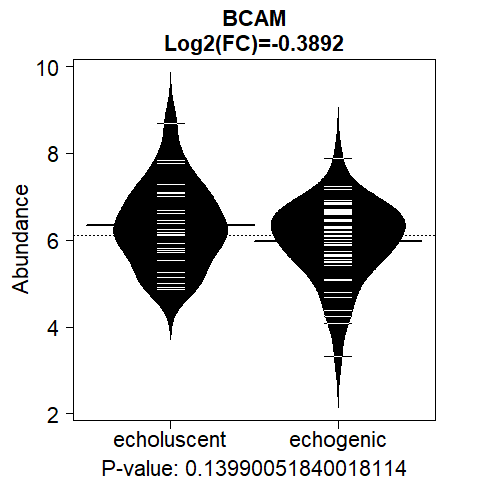 BCAM
Log2(FC)=-0.3892
Abundance
10
8
6
4
2
echoluscent echogenic
P-value: 0.13990051840018114